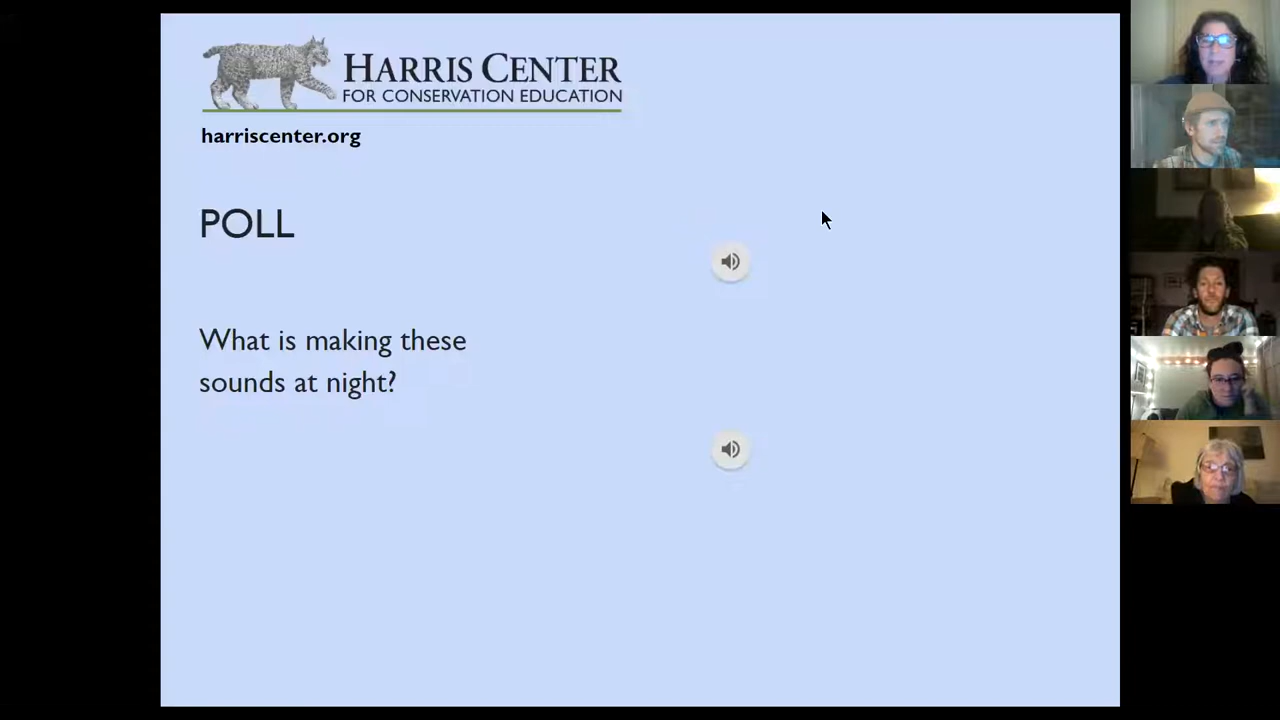 HARRIS CENTER
FOR CONSERVATION EDUCATION
harriscenter.org
POLL
What is making these
sounds at night?